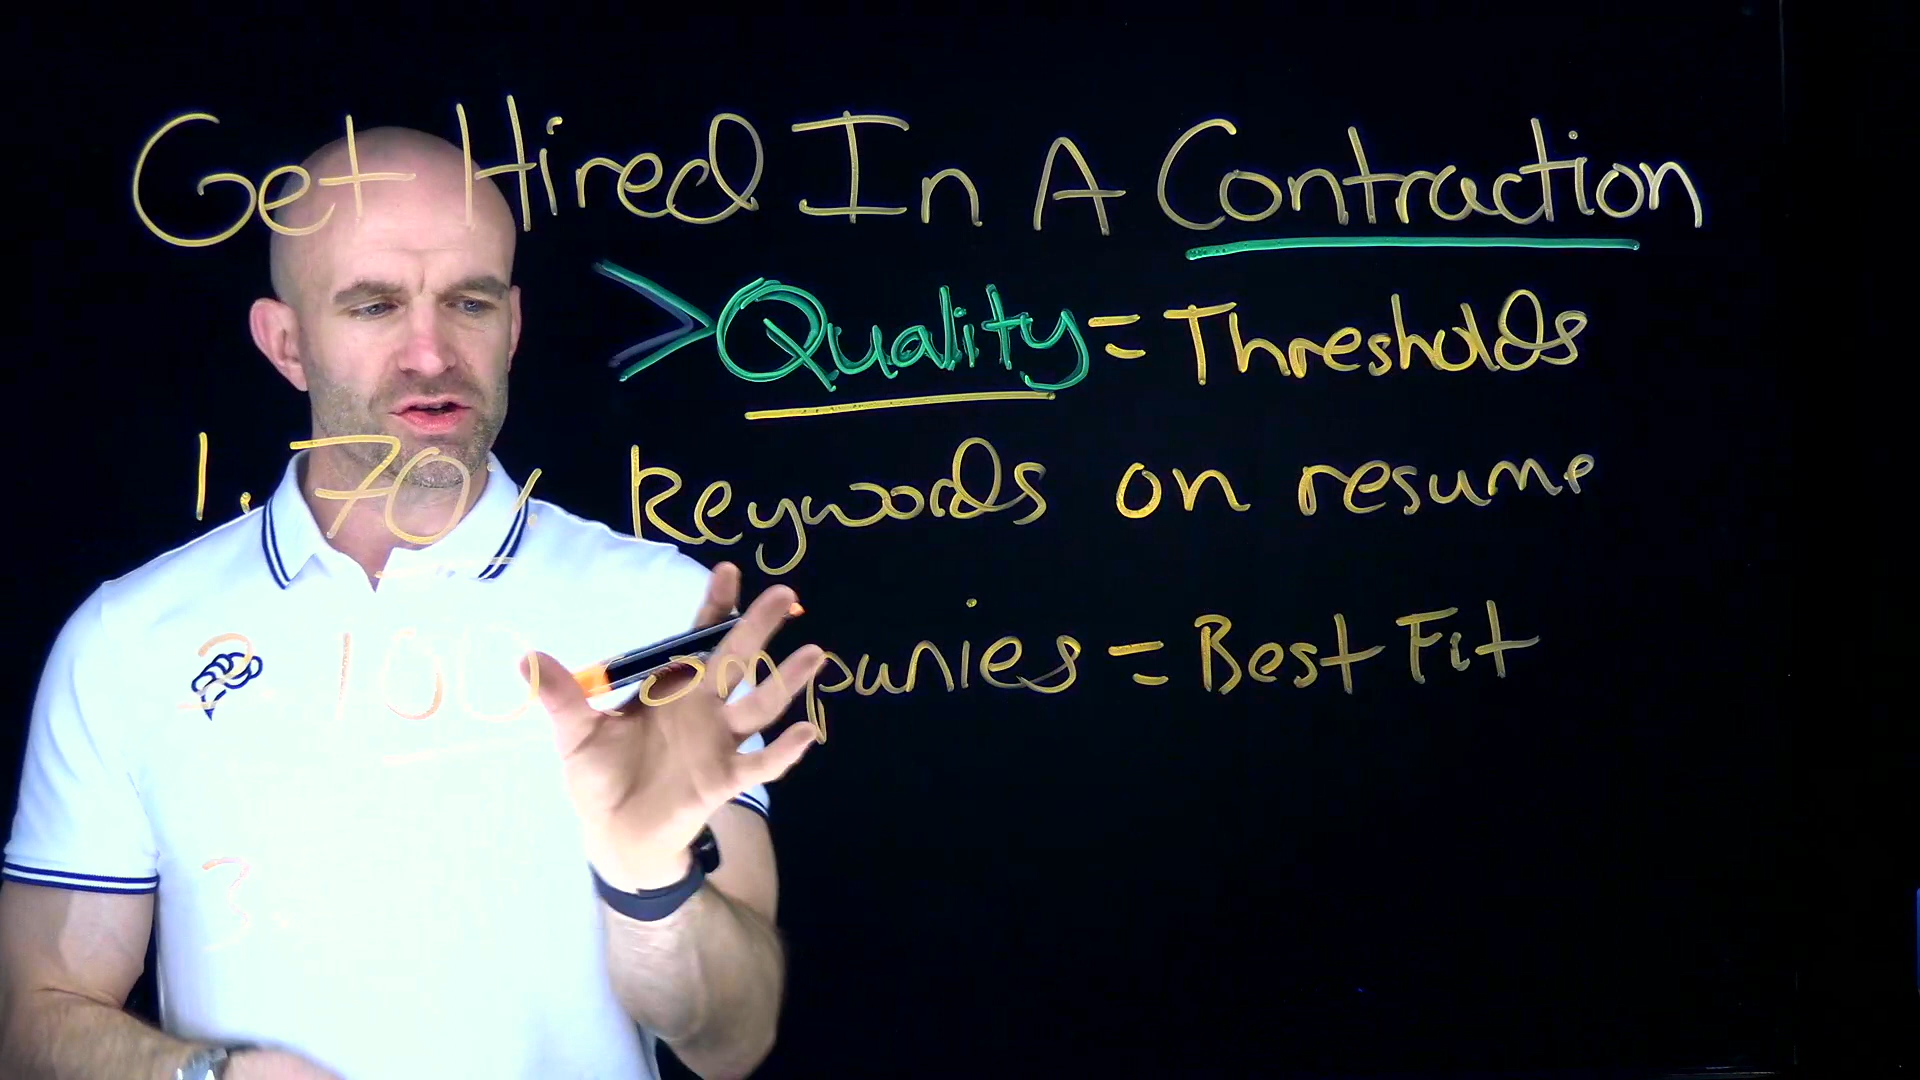 Get Hired In A Contraction
> Quality = Thresholds
1. 70% Keywords on resume
2. 100 Companies = Best Fit
3.